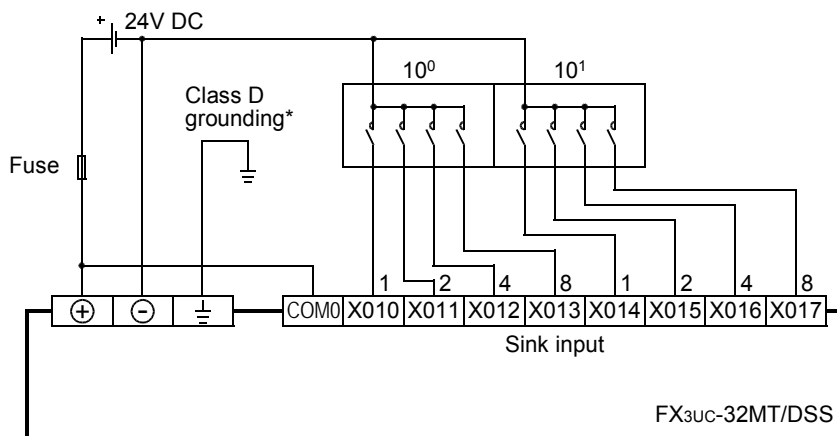 + 24V DC
10⁰ 10¹
Class D
grounding*
Fuse
1 2 4 8 1 2 4 8
+ - COM0 X010 X011 X012 X013 X014 X015 X016 X017
Sink input
FX3UC-32MT/DSS